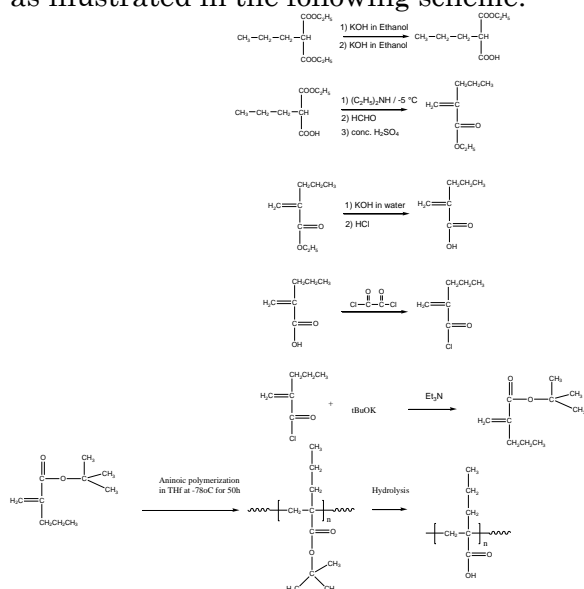 as illustrated in the following scheme.
COOC2H5
CH3-CH2-CH2-CH
COOC2H5
1) KOH in Ethanol
2) KOH in Ethanol
COOC2H5
CH3-CH2-CH2-CH
COOH
COOC2H5
CH3-CH2-CH2-CH
COOH
1) (C2H5)2NH / -5 °C
2) HCHO
3) conc. H2SO4
CH2CH2CH3
H2C=C
C=O
OC2H5
CH2CH2CH3
H2C=C
C=O
OC2H5
1) KOH in water
2) HCl
CH2CH2CH3
H2C=C
C=O
OH
CH2CH2CH3
H2C=C
C=O
OH
O O
Cl-C-C-Cl
CH2CH2CH3
H2C=C
C=O
Cl
CH2CH2CH3
H2C=C
C=O
Cl
+
tBuOK
Et3N
O CH3
C-O-C-CH3
H2C=C CH3
CH2CH2CH3
O CH3
C-O-C-CH3
H2C=C CH3
CH2CH2CH3
Aninoic polymerization
in THf at -78oC for 50h
CH3
CH2
CH2
CH2-C
n
C=O
O
C-CH3
H3C CH3
Hydrolysis
CH3
CH2
CH2
CH2-C
n
C=O
OH